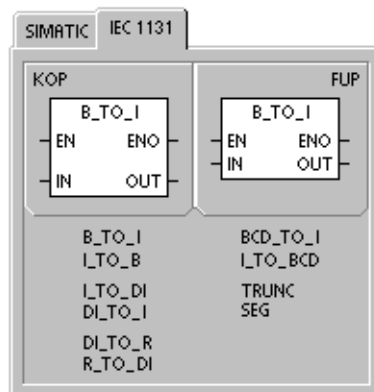 SIMATIC IEC 1131
KOP
B_TO_I
EN ENO
IN OUT
FUP
B_TO_I
EN ENO
IN OUT
B_TO_I
I_TO_B
I_TO_DI
DI_TO_I
DI_TO_R
R_TO_DI
BCD_TO_I
I_TO_BCD
TRUNC
SEG